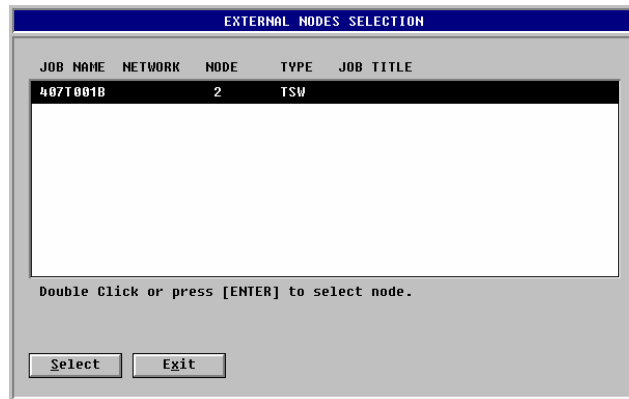 EXTERNAL NODES SELECTION
JOB NAME NETWORK NODE TYPE JOB TITLE
407T001B 2 TSW
Double Click or press [ENTER] to select node.
Select Exit